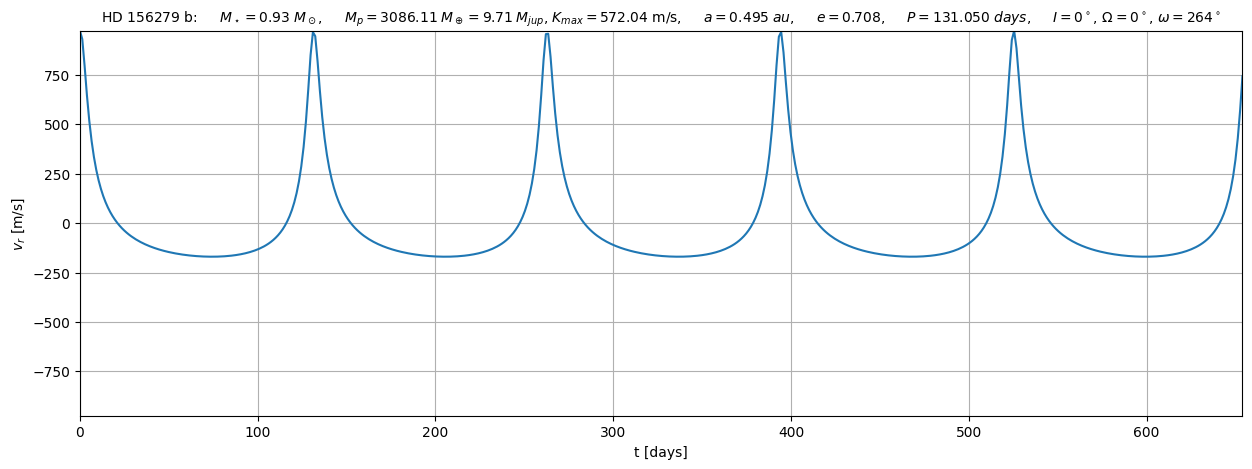 HD 156279 b: M⋆ = 0.93 M⊙, Mp = 3086.11 M⊕ = 9.71 Mjup, Kmax = 572.04 m/s, a = 0.495 au, e = 0.708, P = 131.050 days, I = 0°, Ω = 0°, ω = 264°
750
500
250
0
−250
−500
−750
vr [m/s]
0 100 200 300 400 500 600
t [days]